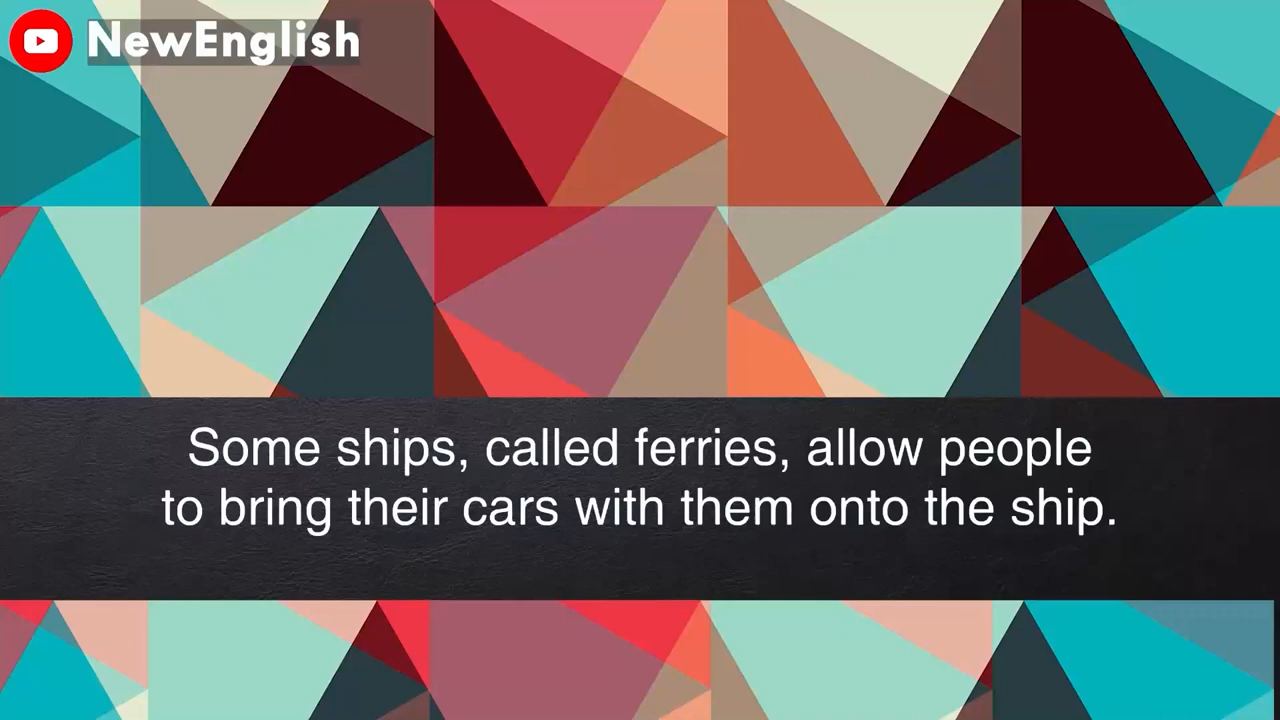 NewEnglish
Some ships, called ferries, allow people
to bring their cars with them onto the ship.